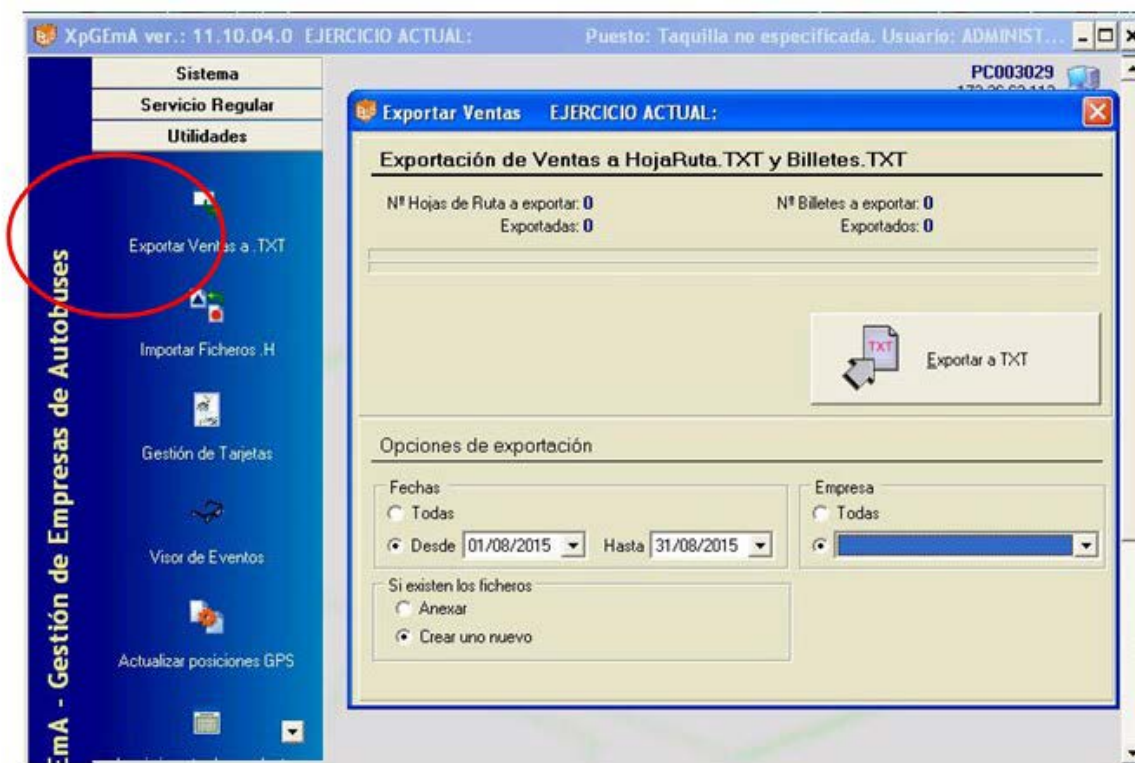 XpGEmA ver.: 11.10.04.0 EJERCICIO ACTUAL: Puesto: Taquilla no especificada. Usuario: ADMINIST...
Sistema
Servicio Regular
Utilidades
Exportar Ventas a .TXT
Importar Ficheros .H
Gestión de Tarjetas
Visor de Eventos
Actualizar posiciones GPS
EmA - Gestión de Empresas de Autobuses
PC003029
Exportar Ventas EJERCICIO ACTUAL:
Exportación de Ventas a HojaRuta.TXT y Billetes.TXT
Nº Hojas de Ruta a exportar: 0 Nº Billetes a exportar: 0
Exportadas: 0 Exportados: 0
TXT
Exportar a TXT
Opciones de exportación
Fechas
Todas
Desde 01/08/2015 Hasta 31/08/2015
Empresa
Todas
Si existen los ficheros
Anexar
Crear uno nuevo